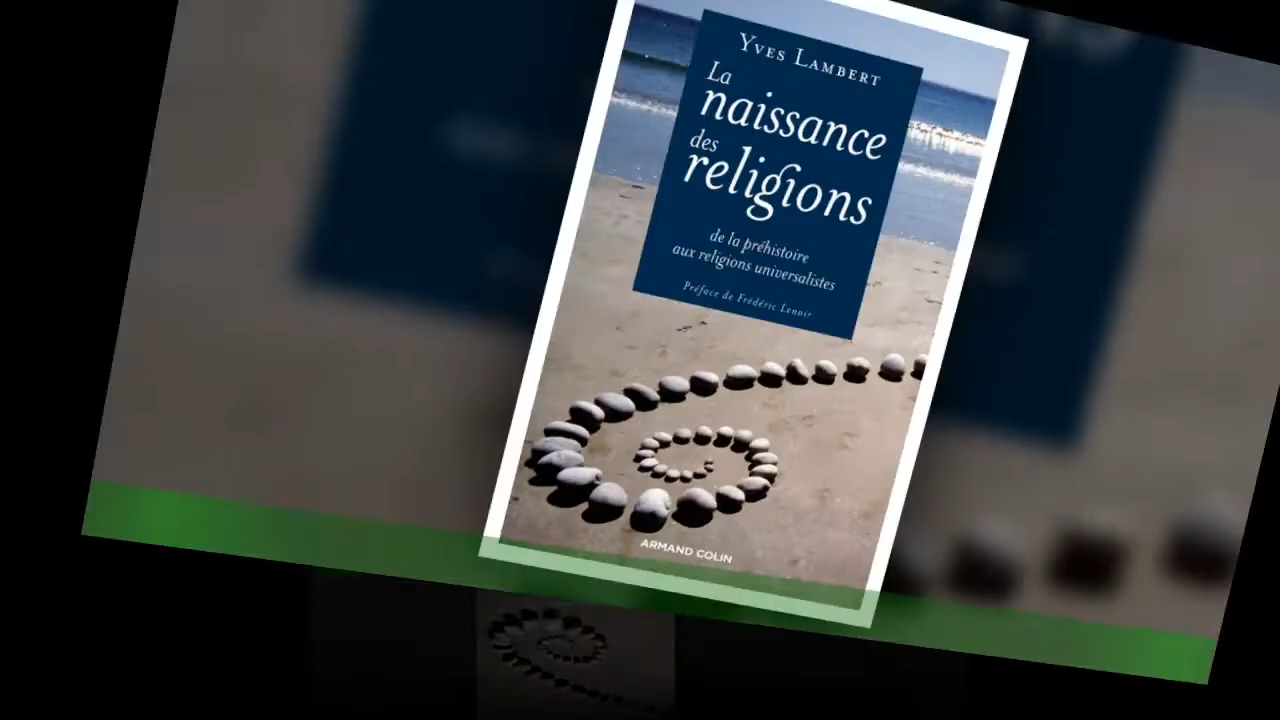 Yves Lambert
La
naissance
des
religions
de la préhistoire
aux religions universalistes
Préface de Frédéric Lenoir
ARMAND COLIN